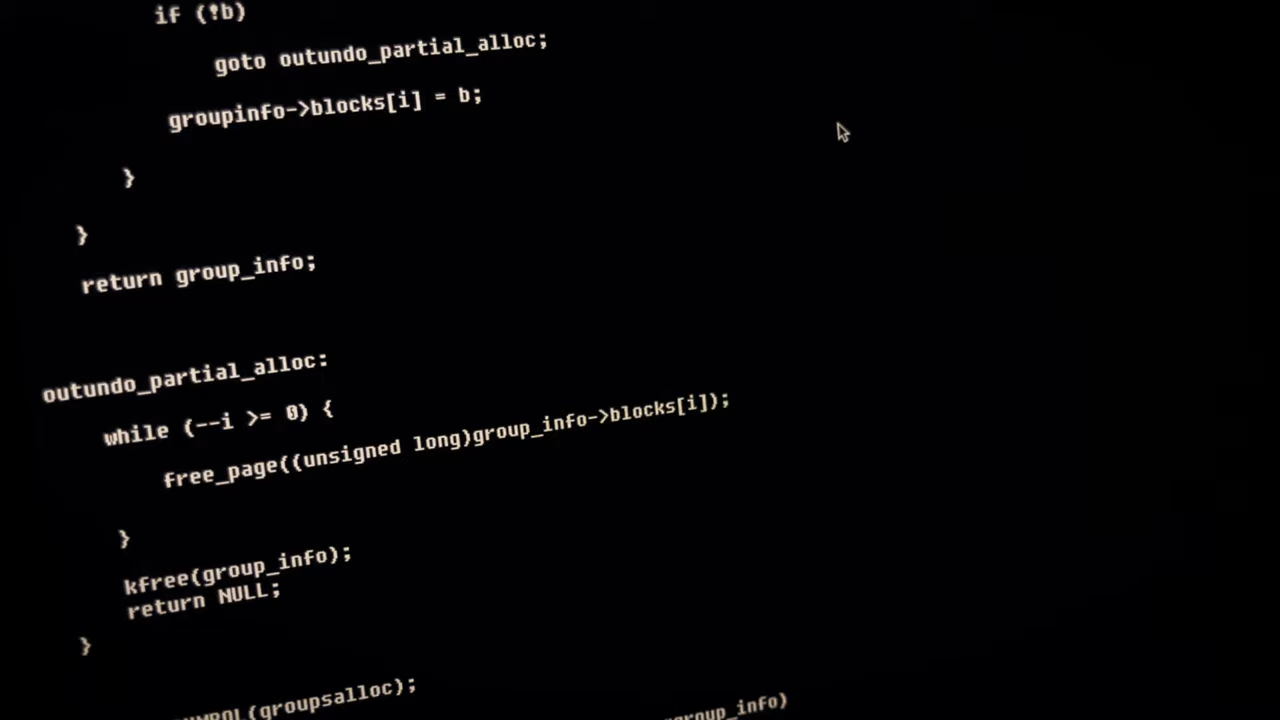 if (!b)
goto outundo_partial_alloc;
groupinfo->blocks[i] = b;
}
}
return group_info;
outundo_partial_alloc:
while (--i >= 0) {
free_page((unsigned long)group_info->blocks[i]);
}
kfree(group_info);
return NULL;
}
(groupsalloc);
group_info)